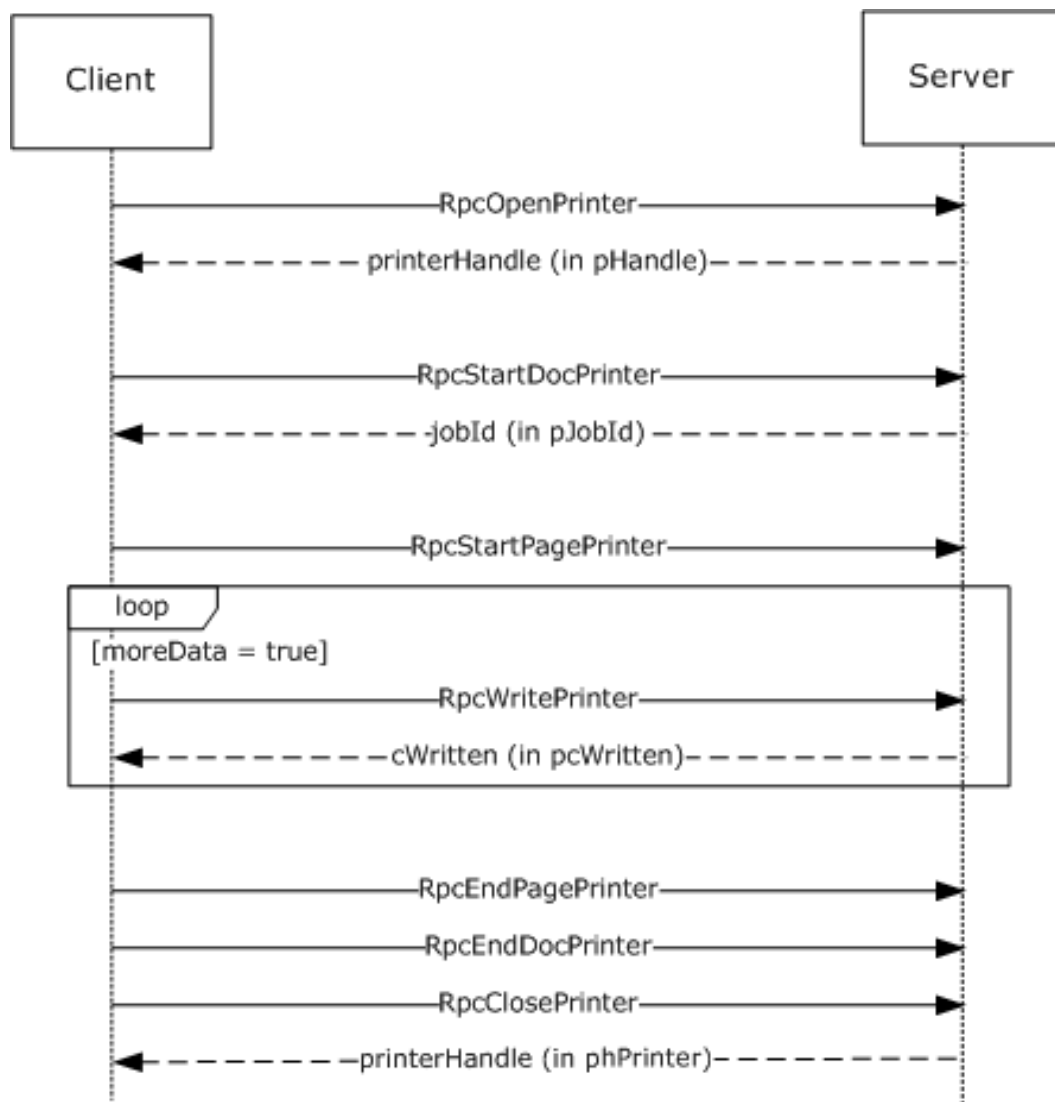 Client
Server
RpcOpenPrinter
printerHandle (in pHandle)
RpcStartDocPrinter
jobId (in pJobId)
RpcStartPagePrinter
loop
[moreData = true]
RpcWritePrinter
cWritten (in pcWritten)
RpcEndPagePrinter
RpcEndDocPrinter
RpcClosePrinter
printerHandle (in phPrinter)